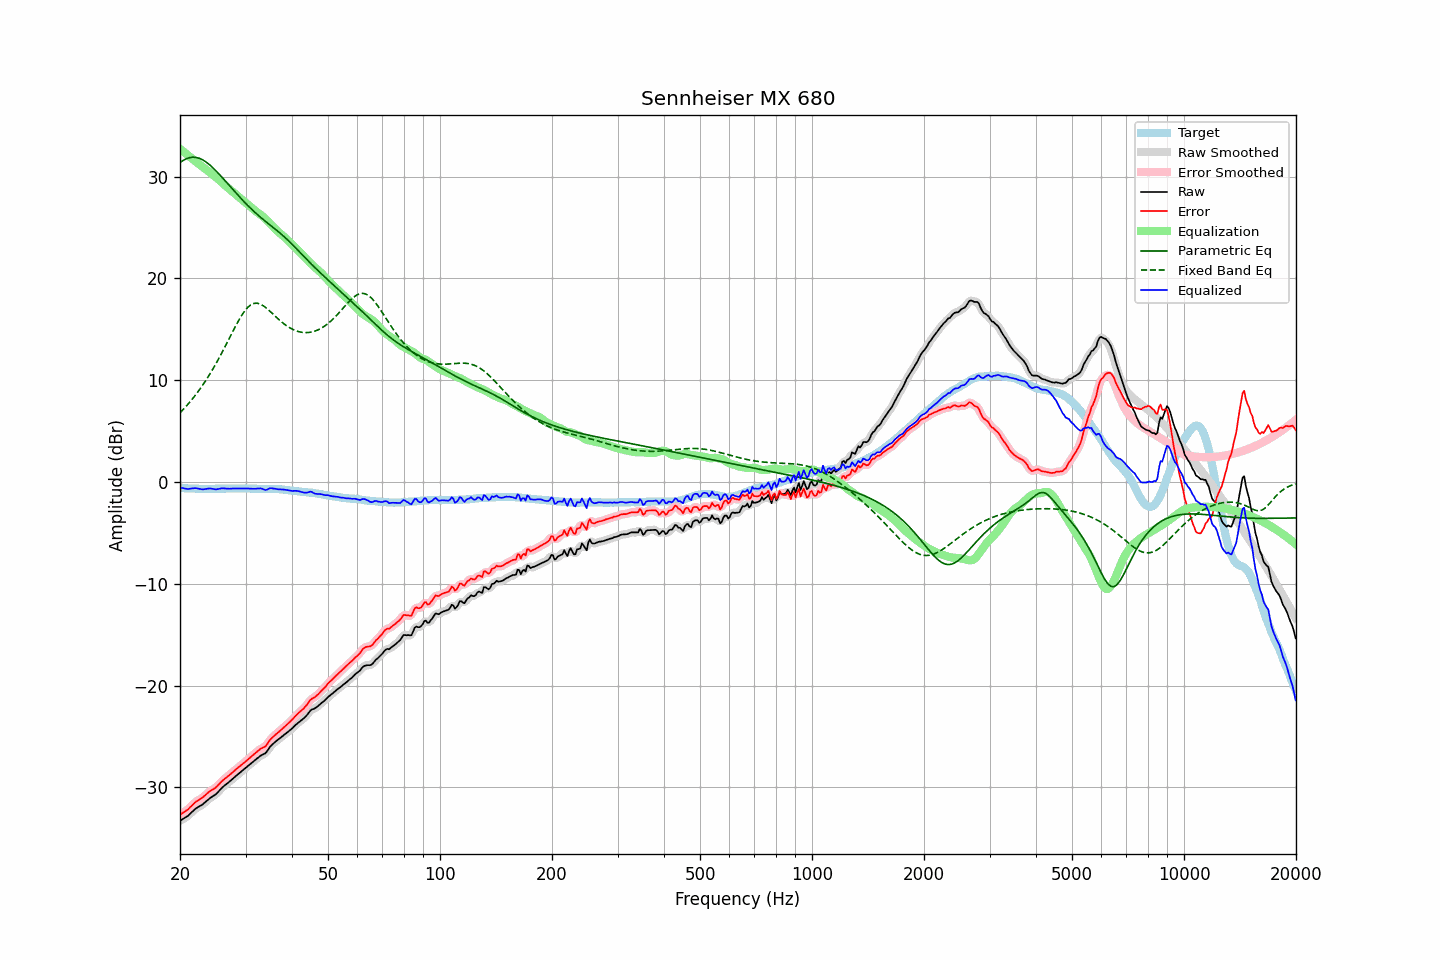 Sennheiser MX 680
Target
Raw Smoothed
Error Smoothed
Raw
Error
Equalization
Parametric Eq
Fixed Band Eq
Equalized
Amplitude (dBr)
30
20
10
0
−10
−20
−30
20 50 100 200 500 1000 2000 5000 10000 20000
Frequency (Hz)